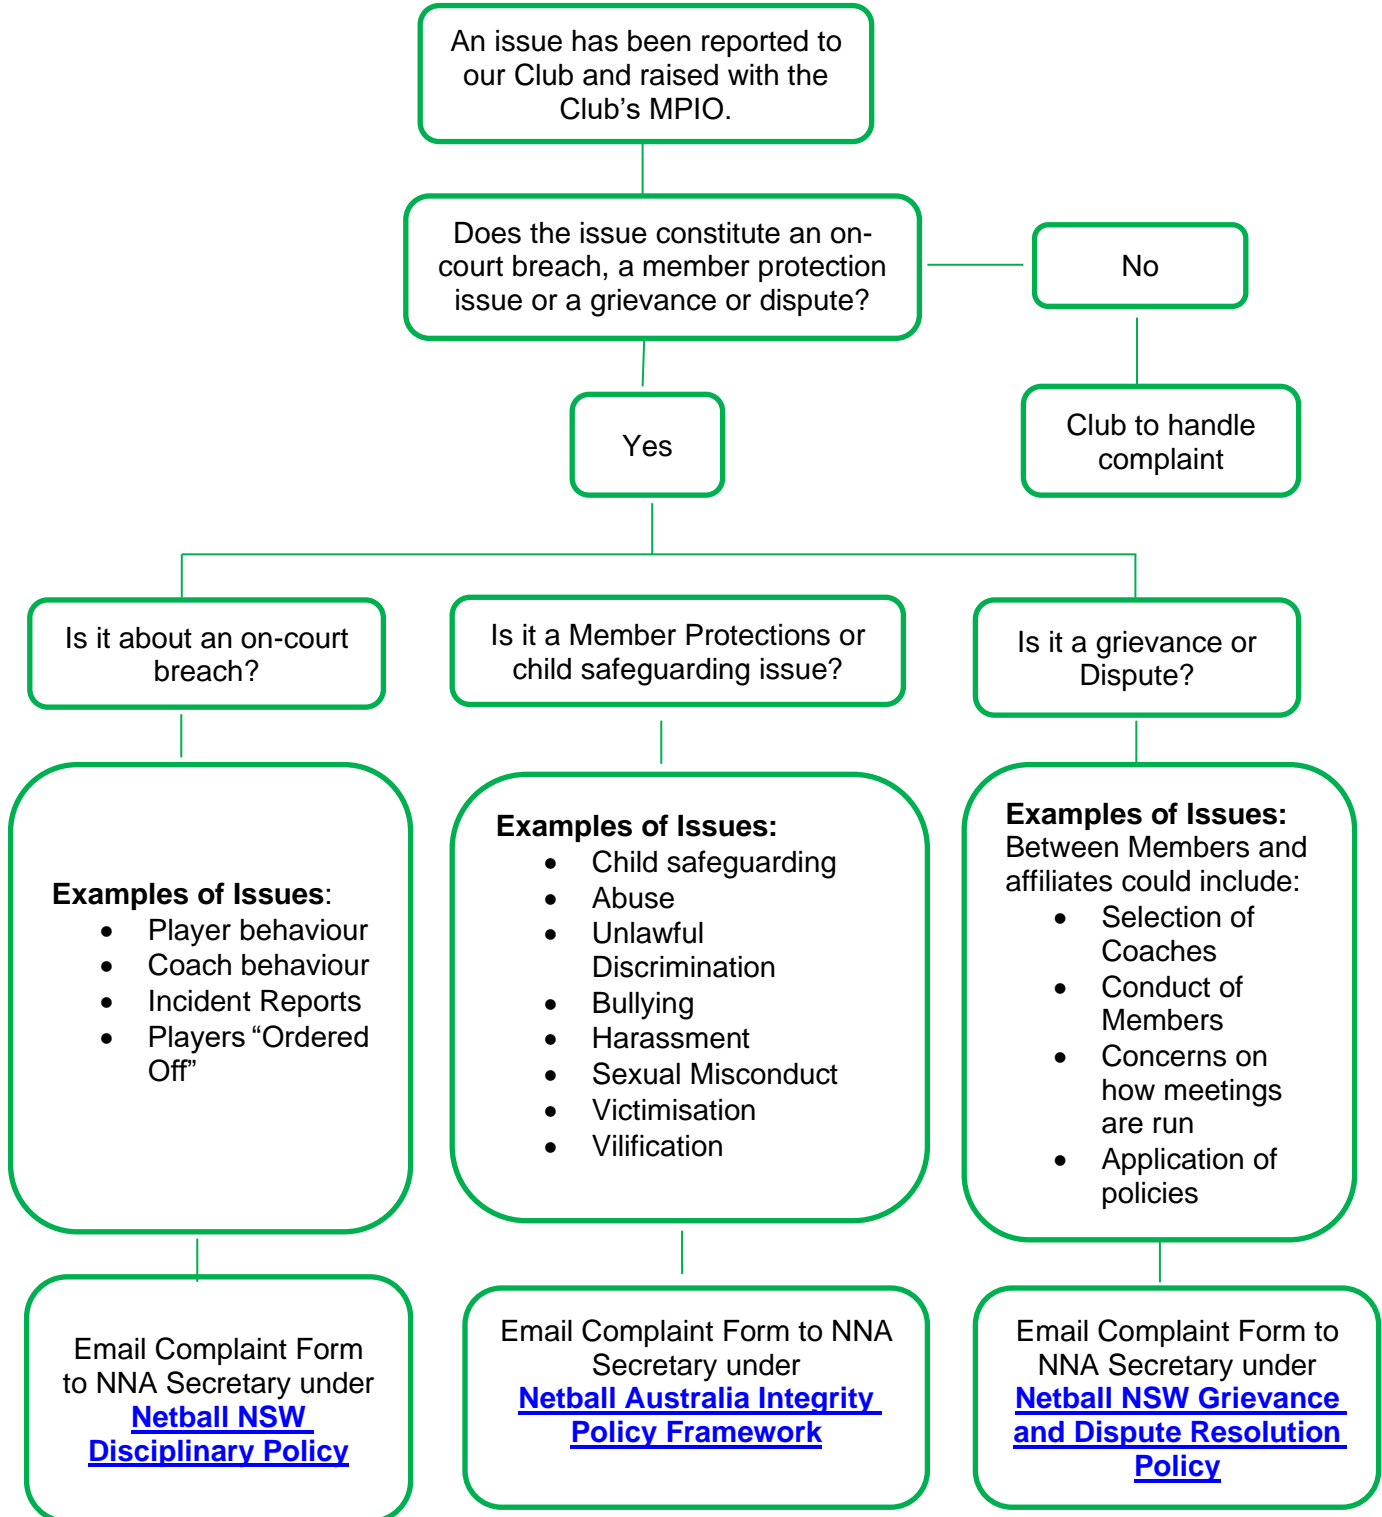 An issue has been reported to
our Club and raised with the
Club's MPIO.
Does the issue constitute an on-
court breach, a member protection
issue or a grievance or dispute?
No
Club to handle
complaint
Yes
Is it about an on-court
breach?
Is it a Member Protections or
child safeguarding issue?
Is it a grievance or
Dispute?
Examples of Issues:
• Player behaviour
• Coach behaviour
• Incident Reports
• Players “Ordered
Off”
Examples of Issues:
• Child safeguarding
• Abuse
• Unlawful
Discrimination
• Bullying
• Harassment
• Sexual Misconduct
• Victimisation
• Vilification
Examples of Issues:
Between Members and
affiliates could include:
• Selection of
Coaches
• Conduct of
Members
• Concerns on
how meetings
are run
• Application of
policies
Email Complaint Form
to NNA Secretary under
Netball NSW
Disciplinary Policy
Email Complaint Form to NNA
Secretary under
Netball Australia Integrity
Policy Framework
Email Complaint Form to
NNA Secretary under
Netball NSW Grievance
and Dispute Resolution
Policy